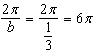 2π/b = 2π/(1/3) = 6π